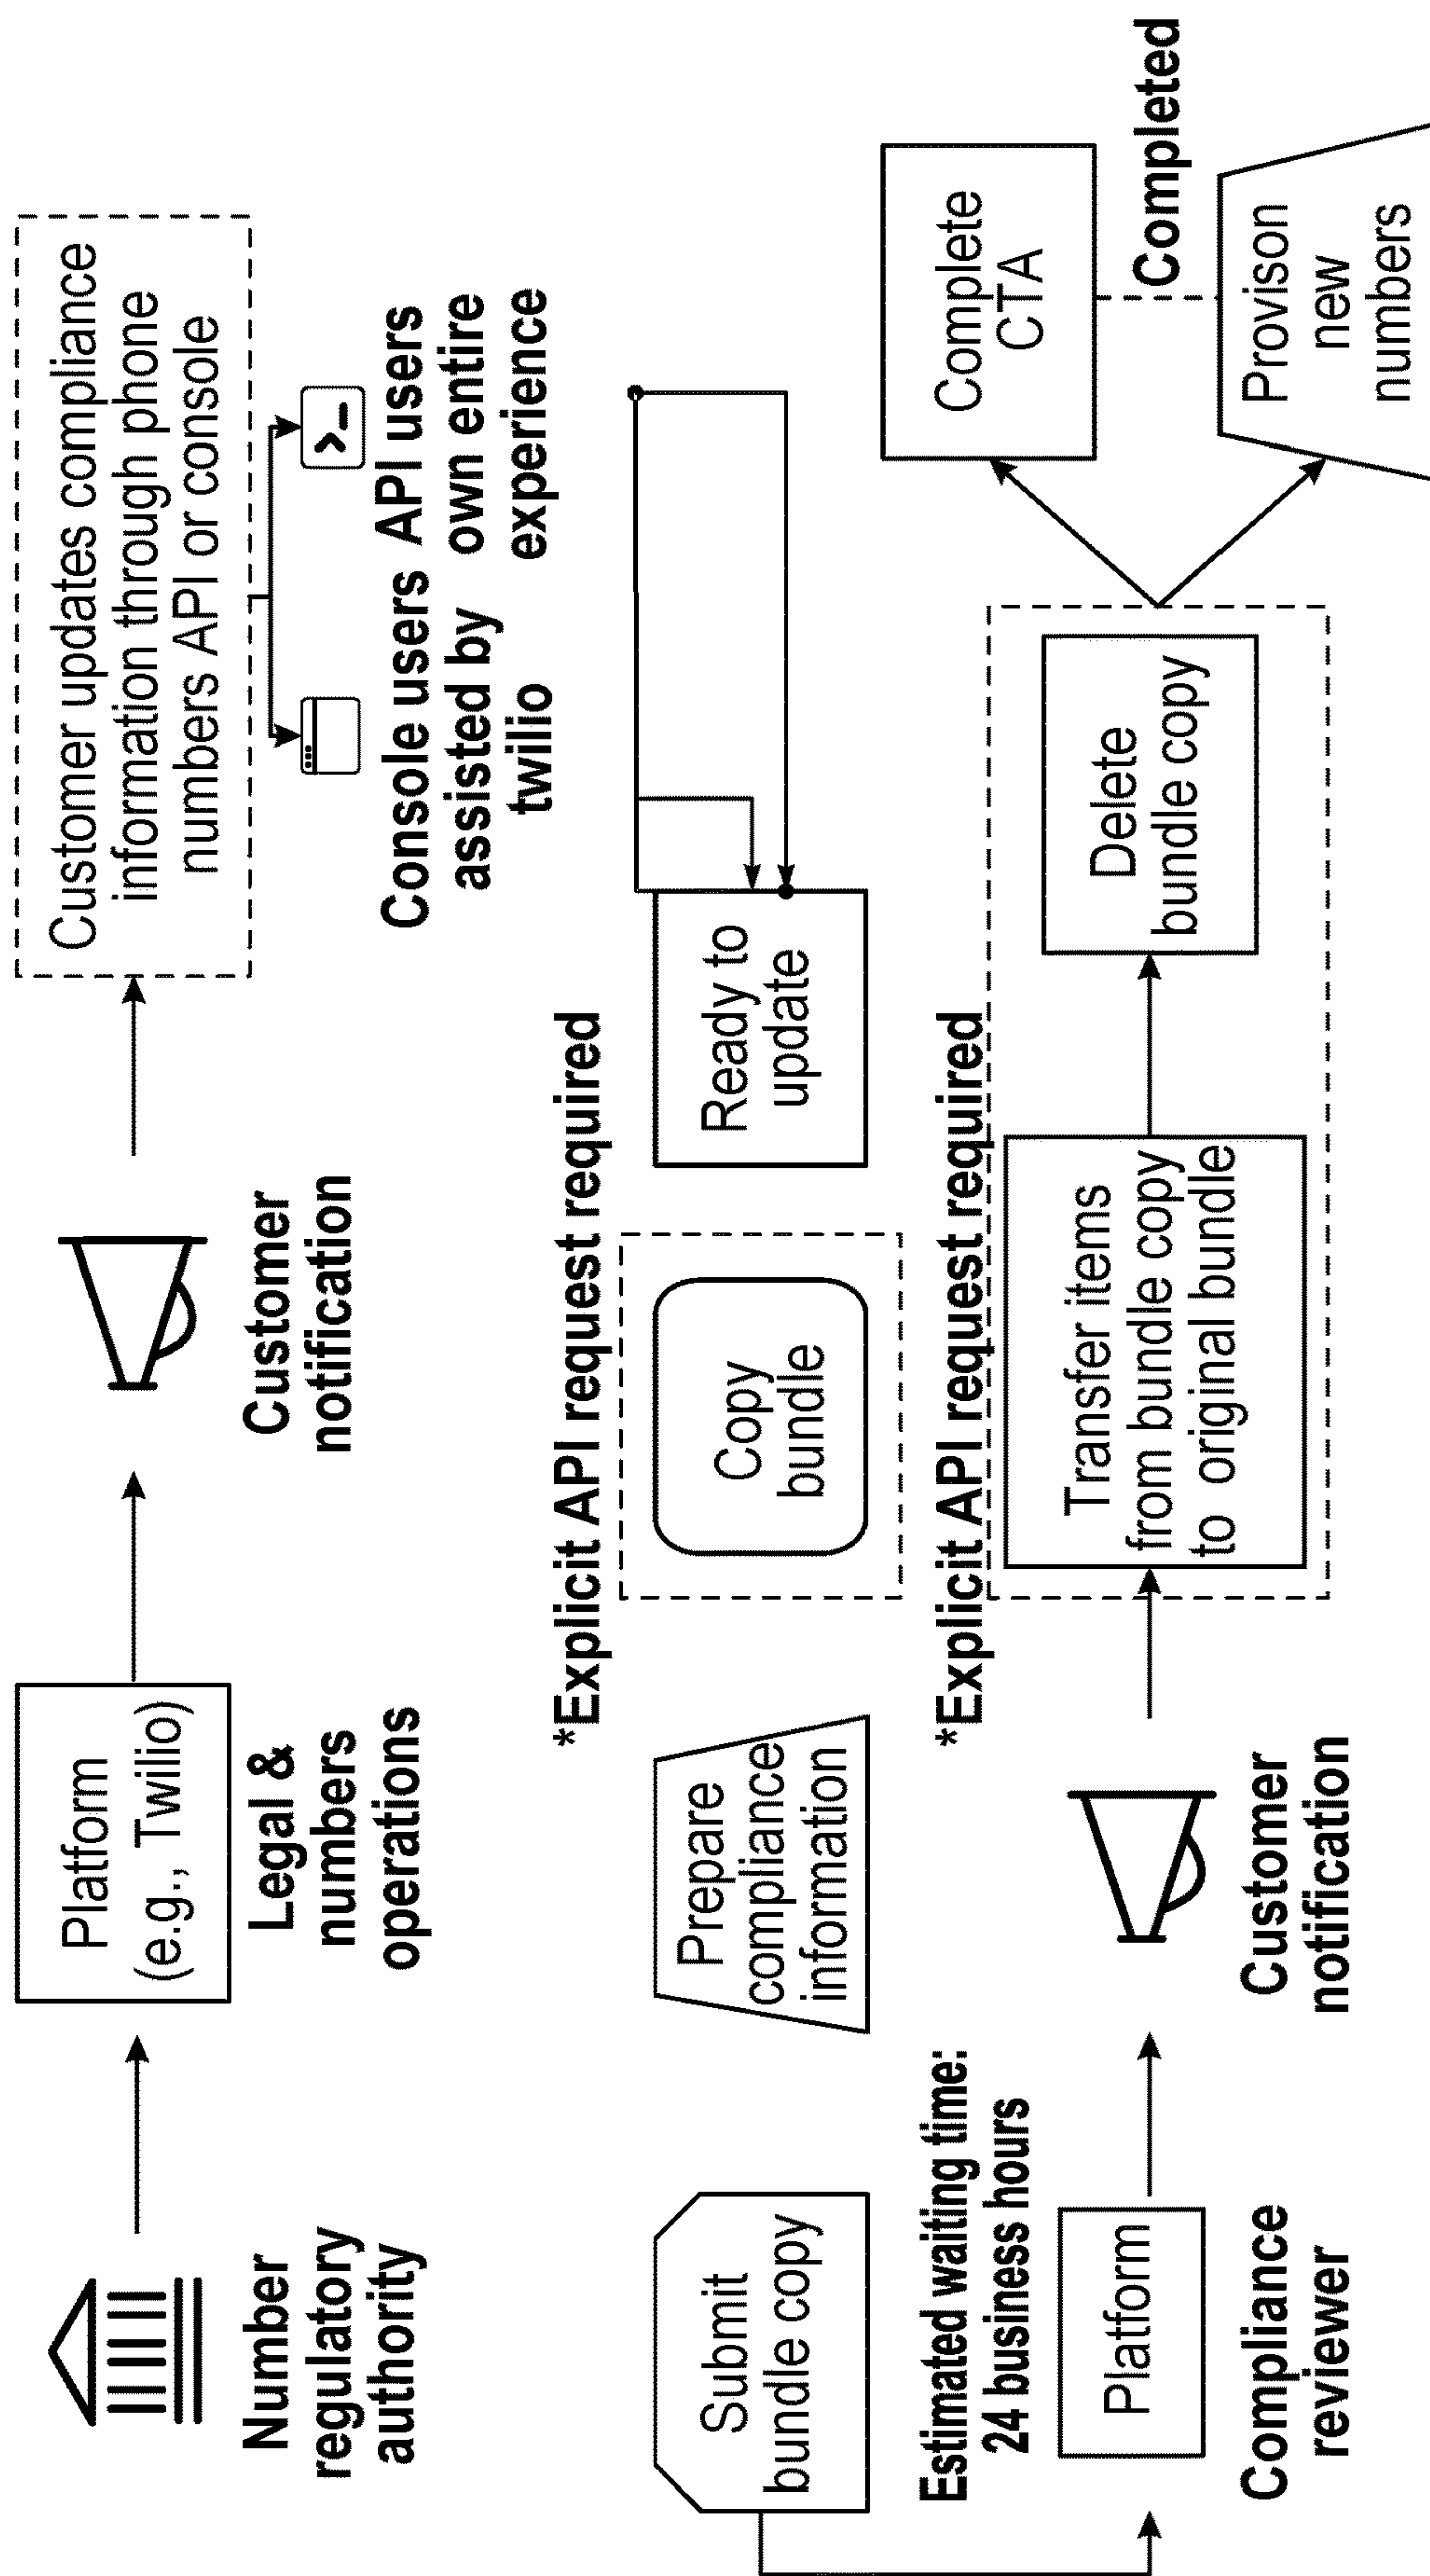 Number
regulatory
authority
Platform
(e.g., Twilio)
Legal &
numbers
operations
Customer
notification
Customer updates compliance
information through phone
numbers API or console
Console users
assisted by
twilio
API users
own entire
experience
Submit
bundle copy
Prepare
compliance
information
*Explicit API request required
Copy
bundle
Ready to
update
Estimated waiting time:
24 business hours
Platform
Compliance
reviewer
Customer
notification
*Explicit API request required
Transfer items
from bundle copy
to original bundle
Delete
bundle copy
Complete
CTA
Completed
Provison
new
numbers